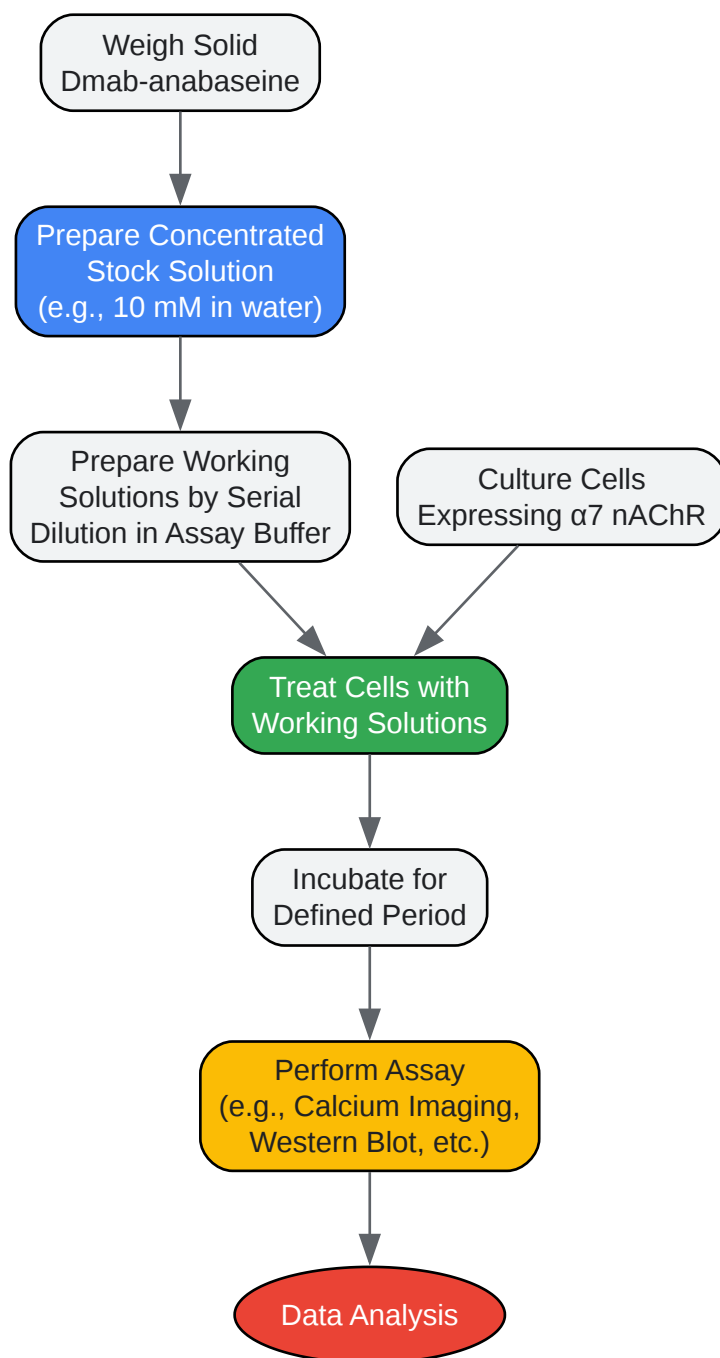 Weigh Solid
Dmab-anabaseine
Prepare Concentrated
Stock Solution
(e.g., 10 mM in water)
Prepare Working
Solutions by Serial
Dilution in Assay Buffer
Culture Cells
Expressing α7 nAChR
Treat Cells with
Working Solutions
Incubate for
Defined Period
Perform Assay
(e.g., Calcium Imaging,
Western Blot, etc.)
Data Analysis